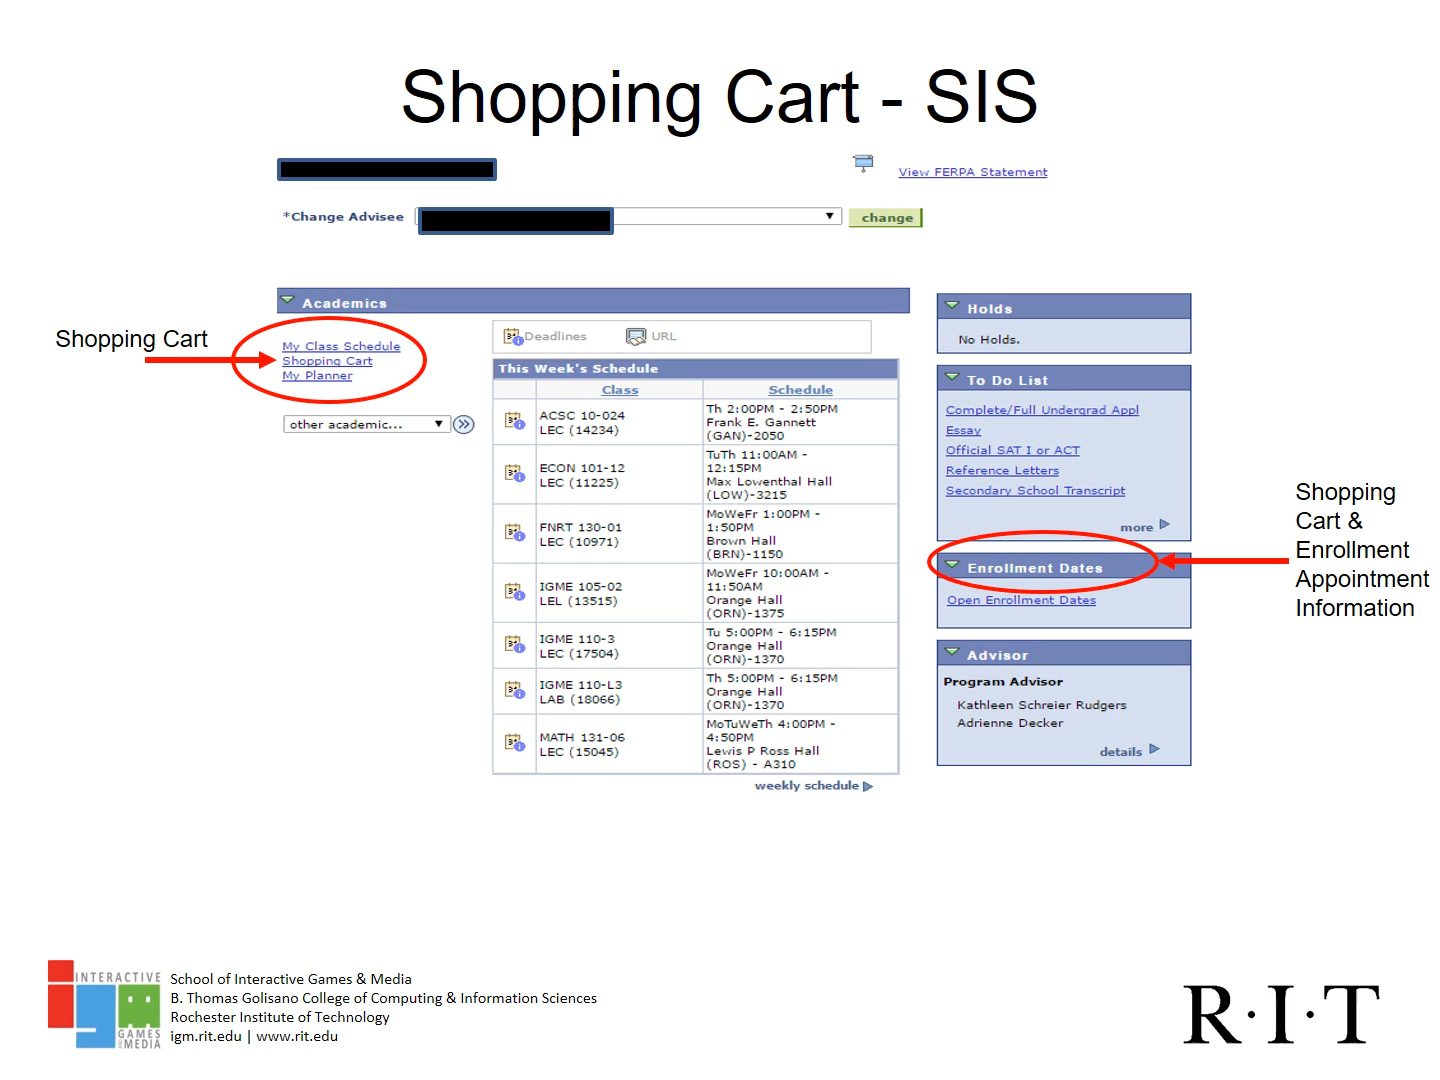 Shopping Cart - SIS
View FERPA Statement
*Change Advisee
change
Academics
Shopping Cart
My Class Schedule
Shopping Cart
My Planner
other academic...
Deadlines
URL
This Week's Schedule
Class
Schedule
ACSC 10-024
LEC (14234)
Th 2:00PM - 2:50PM
Frank E. Gannett
(GAN)-2050
ECON 101-12
LEC (11225)
TuTh 11:00AM -
12:15PM
Max Lowenthal Hall
(LOW)-3215
FNRT 130-01
LEC (10971)
MoWeFr 1:00PM -
1:50PM
Brown Hall
(BRN)-1150
IGME 105-02
LEL (13515)
MoWeFr 10:00AM -
11:50AM
Orange Hall
(ORN)-1375
IGME 110-3
LEC (17504)
Tu 5:00PM - 6:15PM
Orange Hall
(ORN)-1370
IGME 110-L3
LAB (18066)
Th 5:00PM - 6:15PM
Orange Hall
(ORN)-1370
MATH 131-06
LEC (15045)
MoTuWeTh 4:00PM -
4:50PM
Lewis P Ross Hall
(ROS) - A310
weekly schedule
Holds
No Holds.
To Do List
Complete/Full Undergrad Appl
Essay
Official SAT I or ACT
Reference Letters
Secondary School Transcript
more
Enrollment Dates
Open Enrollment Dates
Advisor
Program Advisor
Kathleen Schreier Rudgers
Adrienne Decker
details
Shopping
Cart &
Enrollment
Appointment
Information
INTERACTIVE
GAMES
AND MEDIA
School of Interactive Games & Media
B. Thomas Golisano College of Computing & Information Sciences
Rochester Institute of Technology
igm.rit.edu | www.rit.edu
R·I·T